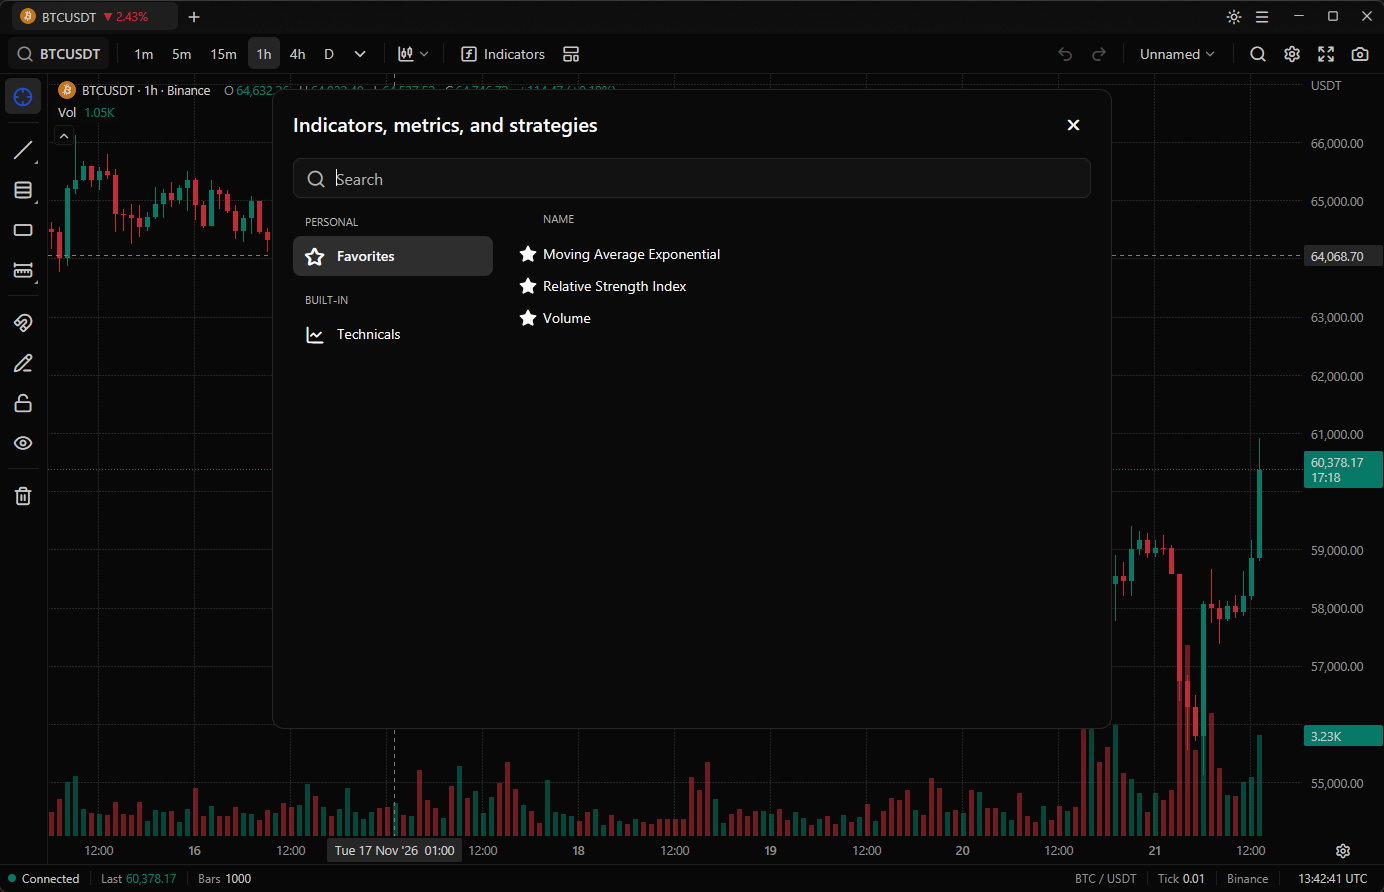 BTCUSDT ▼ 2.43%
BTCUSDT 1m 5m 15m 1h 4h D Indicators Unnamed
BTCUSDT · 1h · Binance O 64,632.26
USDT
Vol 1.05K
Indicators, metrics, and strategies
Search
PERSONAL
Favorites
BUILT-IN
Technicals
NAME
Moving Average Exponential
Relative Strength Index
Volume
66,000.00
65,000.00
64,068.70
63,000.00
62,000.00
61,000.00
60,378.17
17:18
59,000.00
58,000.00
57,000.00
3.23K
55,000.00
12:00 16 12:00 Tue 17 Nov '26 01:00 12:00 18 12:00 19 12:00 20 12:00 21 12:00
Connected Last 60,378.17 Bars 1000 BTC / USDT Tick 0.01 Binance 13:42:41 UTC